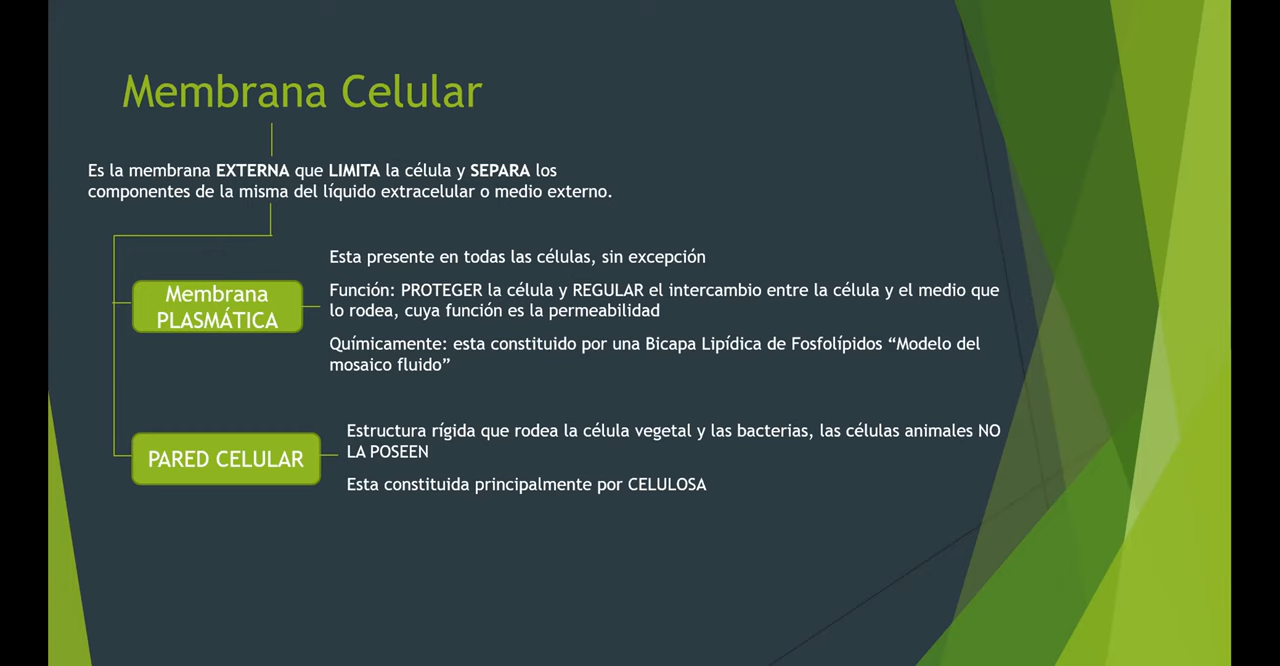 Membrana Celular
Es la membrana EXTERNA que LIMITA la célula y SEPARA los
componentes de la misma del líquido extracelular o medio externo.
Membrana
PLASMÁTICA
Esta presente en todas las células, sin excepción
Función: PROTEGER la célula y REGULAR el intercambio entre la célula y el medio que
lo rodea, cuya función es la permeabilidad
Químicamente: esta constituido por una Bicapa Lipídica de Fosfolípidos “Modelo del
mosaico fluido”
PARED CELULAR
Estructura rígida que rodea la célula vegetal y las bacterias, las células animales NO
LA POSEEN
Esta constituida principalmente por CELULOSA